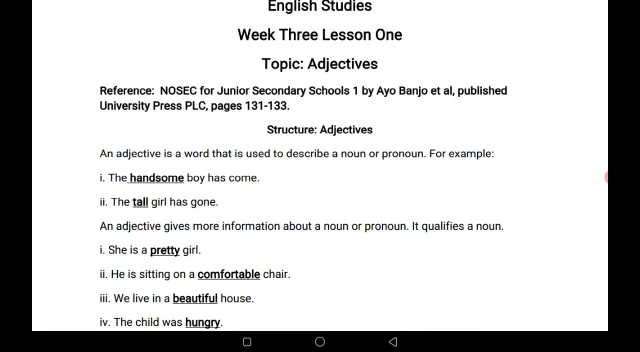 English Studies
Week Three Lesson One
Topic: Adjectives
Reference: NOSEC for Junior Secondary Schools 1 by Ayo Banjo et al, published
University Press PLC, pages 131-133.
Structure: Adjectives
An adjective is a word that is used to describe a noun or pronoun. For example:
i. The handsome boy has come.
ii. The tall girl has gone.
An adjective gives more information about a noun or pronoun. It qualifies a noun.
i. She is a pretty girl.
ii. He is sitting on a comfortable chair.
iii. We live in a beautiful house.
iv. The child was hungry.